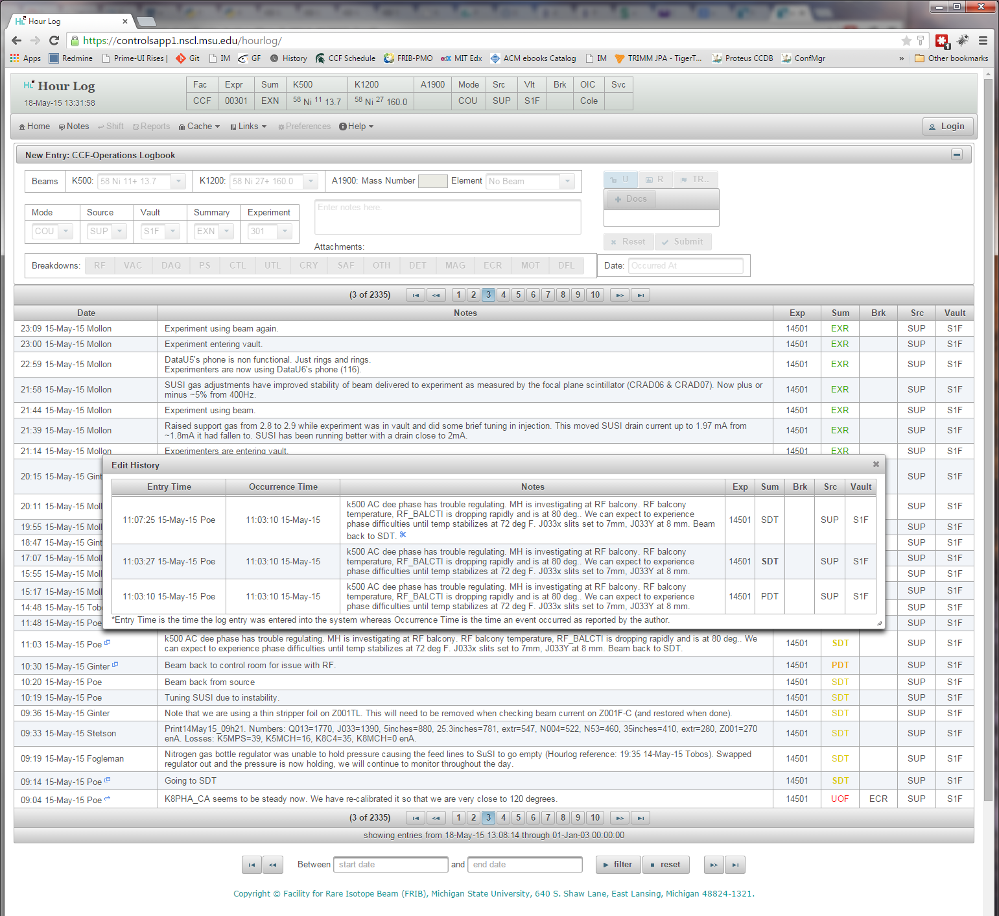 Hour Log
https://controlsapp1.nscl.msu.edu/hourlog/
Apps Redmine Prime-UI Rises | Git IM GF History CCF Schedule FRIB-PMO edX MIT Edx ACM ebooks Catalog IM TRIMM JPA - TigerT... Proteus CCDB ConfMgr » Other bookmarks
HL2 Hour Log
18-May-15 13:31:58
Fac Expr Sum K500 K1200 A1900 Mode Src Vlt Brk OIC Svc
CCF 00301 EXN 58 Ni 11 13.7 58 Ni 27 160.0 COU SUP S1F Cole
Home Notes Shift Reports Cache Links Preferences Help Login
New Entry: CCF-Operations Logbook
Beams K500: 58 Ni 11+ 13.7 K1200: 58 Ni 27+ 160.0 A1900: Mass Number Element No Beam
U R TR..
Docs
Mode Source Vault Summary Experiment
COU SUP S1F EXN 301
Enter notes here.
Attachments:
Reset Submit
Breakdowns: RF VAC DAQ PS CTL UTL CRY SAF OTH DET MAG ECR MOT DFL Date: Occurred At
(3 of 2335) 1 2 3 4 5 6 7 8 9 10
Date Notes Exp Sum Brk Src Vault
23:09 15-May-15 Mollon Experiment using beam again. 14501 EXR SUP S1F
23:00 15-May-15 Mollon Experiment entering vault. 14501 EXR SUP S1F
22:59 15-May-15 Mollon DataU5's phone is non functional. Just rings and rings.
Experimenters are now using DataU6's phone (116). 14501 EXR SUP S1F
21:58 15-May-15 Mollon SUSI gas adjustments have improved stability of beam delivered to experiment as measured by the focal plane scintillator (CRAD06 & CRAD07). Now plus or
minus ~5% from 400Hz. 14501 EXR SUP S1F
21:44 15-May-15 Mollon Experiment using beam. 14501 EXR SUP S1F
21:39 15-May-15 Mollon Raised support gas from 2.8 to 2.9 while experiment was in vault and did some brief tuning in injection. This moved SUSI drain current up to 1.97 mA from
~1.8mA it had fallen to. SUSI has been running better with a drain close to 2mA. 14501 EXR SUP S1F
21:14 15-May-15 Mollon Experimenters are entering vault. 14501 EXR SUP S1F
20:15 15-May-15 Gint SUP S1F
20:11 15-May-15 Moll SUP S1F
19:55 15-May-15 Moll SUP S1F
18:47 15-May-15 Gint SUP S1F
17:07 15-May-15 Moll SUP S1F
15:55 15-May-15 Moll SUP S1F
15:17 15-May-15 Moll SUP S1F
14:48 15-May-15 Tobo SUP S1F
11:48 15-May-15 Poe SUP S1F
Edit History
Entry Time Occurrence Time Notes Exp Sum Brk Src Vault
11:07:25 15-May-15 Poe 11:03:10 15-May-15 k500 AC dee phase has trouble regulating. MH is investigating at RF balcony. RF balcony
temperature, RF_BALCTI is dropping rapidly and is at 80 deg.. We can expect to experience
phase difficulties until temp stabilizes at 72 deg F. J033x slits set to 7mm, J033Y at 8 mm. Beam
back to SDT. 14501 SDT SUP S1F
11:03:27 15-May-15 Poe 11:03:10 15-May-15 k500 AC dee phase has trouble regulating. MH is investigating at RF balcony. RF balcony
temperature, RF_BALCTI is dropping rapidly and is at 80 deg.. We can expect to experience
phase difficulties until temp stabilizes at 72 deg F. J033x slits set to 7mm, J033Y at 8 mm. 14501 SDT SUP S1F
11:03:10 15-May-15 Poe 11:03:10 15-May-15 k500 AC dee phase has trouble regulating. MH is investigating at RF balcony. RF balcony
temperature, RF_BALCTI is dropping rapidly and is at 80 deg.. We can expect to experience
phase difficulties until temp stabilizes at 72 deg F. J033x slits set to 7mm, J033Y at 8 mm. 14501 PDT SUP S1F
*Entry Time is the time the log entry was entered into the system whereas Occurrence Time is the time an event occurred as reported by the author.
11:03 15-May-15 Poe k500 AC dee phase has trouble regulating. MH is investigating at RF balcony. RF balcony temperature, RF_BALCTI is dropping rapidly and is at 80 deg.. We
can expect to experience phase difficulties until temp stabilizes at 72 deg F. J033x slits set to 7mm, J033Y at 8 mm. Beam back to SDT. 14501 SDT SUP S1F
10:30 15-May-15 Ginter Beam back to control room for issue with RF. 14501 PDT SUP S1F
10:20 15-May-15 Poe Beam back from source 14501 SDT SUP S1F
10:19 15-May-15 Poe Tuning SUSI due to instability. 14501 SDT SUP S1F
09:36 15-May-15 Ginter Note that we are using a thin stripper foil on Z001TL. This will need to be removed when checking beam current on Z001F-C (and restored when done). 14501 SDT SUP S1F
09:33 15-May-15 Stetson Print14May15_09h21. Numbers: Q013=1770, J033=1390, 5inches=880, 25.3inches=781, extr=547, N004=522, N53=460, 35inches=410, extr=280, Z001=270
enA. Losses: K5MPS=39, K5MCH=16, K8C4=35, K8MCH=0 enA. 14501 SDT SUP S1F
09:19 15-May-15 Fogleman Nitrogen gas bottle regulator was unable to hold pressure causing the feed lines to SuSI to go empty (Hourlog reference: 19:35 14-May-15 Tobos). Swapped
regulator out and the pressure is now holding, we will continue to monitor throughout the day. 14501 SDT SUP S1F
09:14 15-May-15 Poe Going to SDT 14501 SDT SUP S1F
09:04 15-May-15 Poe K8PHA_CA seems to be steady now. We have re-calibrated it so that we are very close to 120 degrees. 14501 UOF ECR SUP S1F
(3 of 2335) 1 2 3 4 5 6 7 8 9 10
showing entries from 18-May-15 13:08:14 through 01-Jan-03 00:00:00
Between start date and end date filter reset
Copyright © Facility for Rare Isotope Beam (FRIB), Michigan State University, 640 S. Shaw Lane, East Lansing, Michigan 48824-1321.